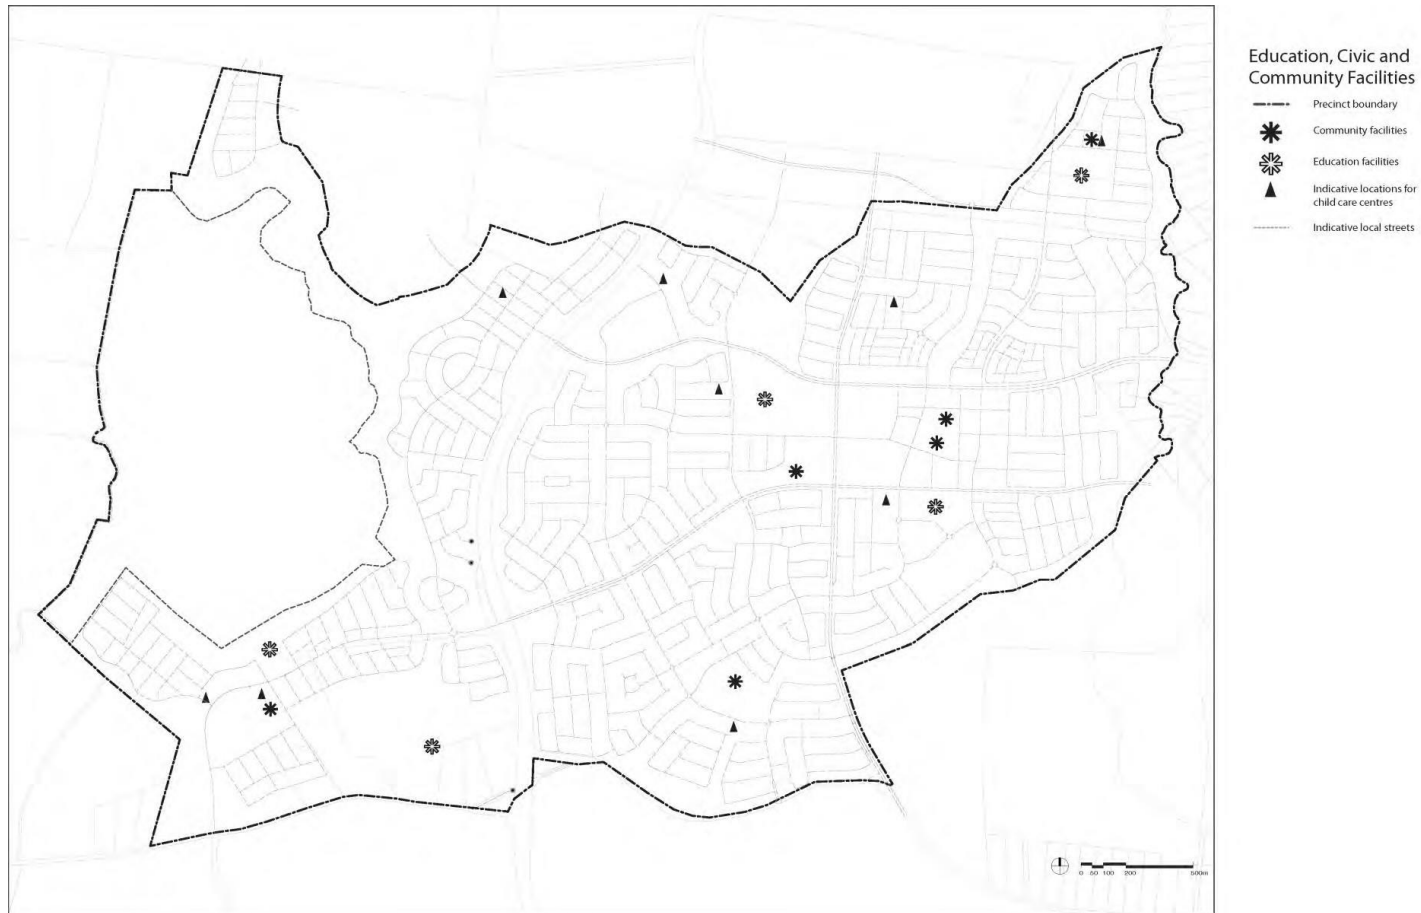 Education, Civic and
Community Facilities
Precinct boundary
Community facilities
Education facilities
Indicative locations for
child care centres
Indicative local streets
0 50 100 200 500m